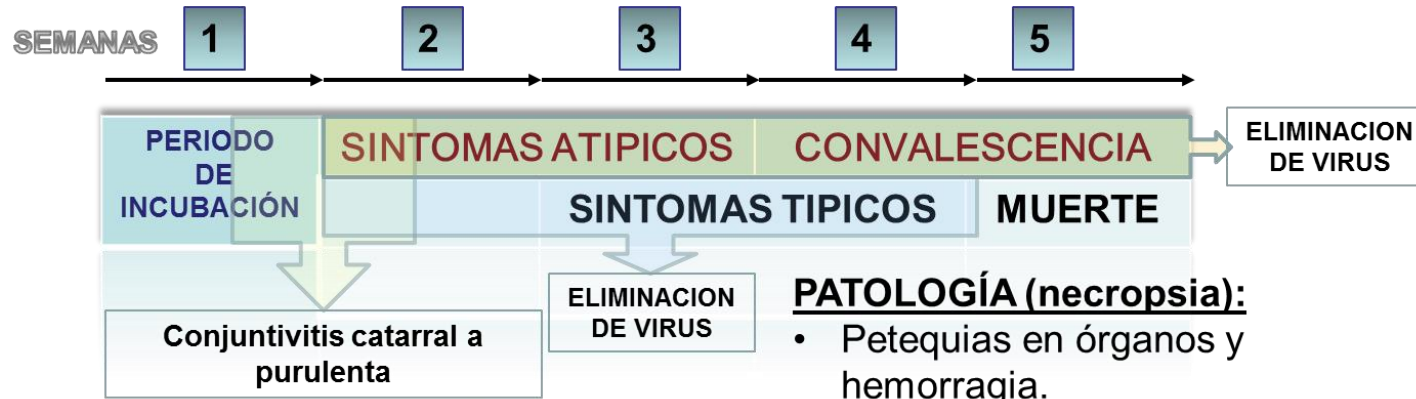 SEMANAS 1 2 3 4 5
PERIODO
DE
INCUBACIÓN
SINTOMAS ATIPICOS
CONVALESCENCIA
ELIMINACION
DE VIRUS
SINTOMAS TIPICOS
MUERTE
ELIMINACION
DE VIRUS
Conjuntivitis catarral a
purulenta
PATOLOGÍA (necropsia):
• Petequias en órganos y
hemorragia.